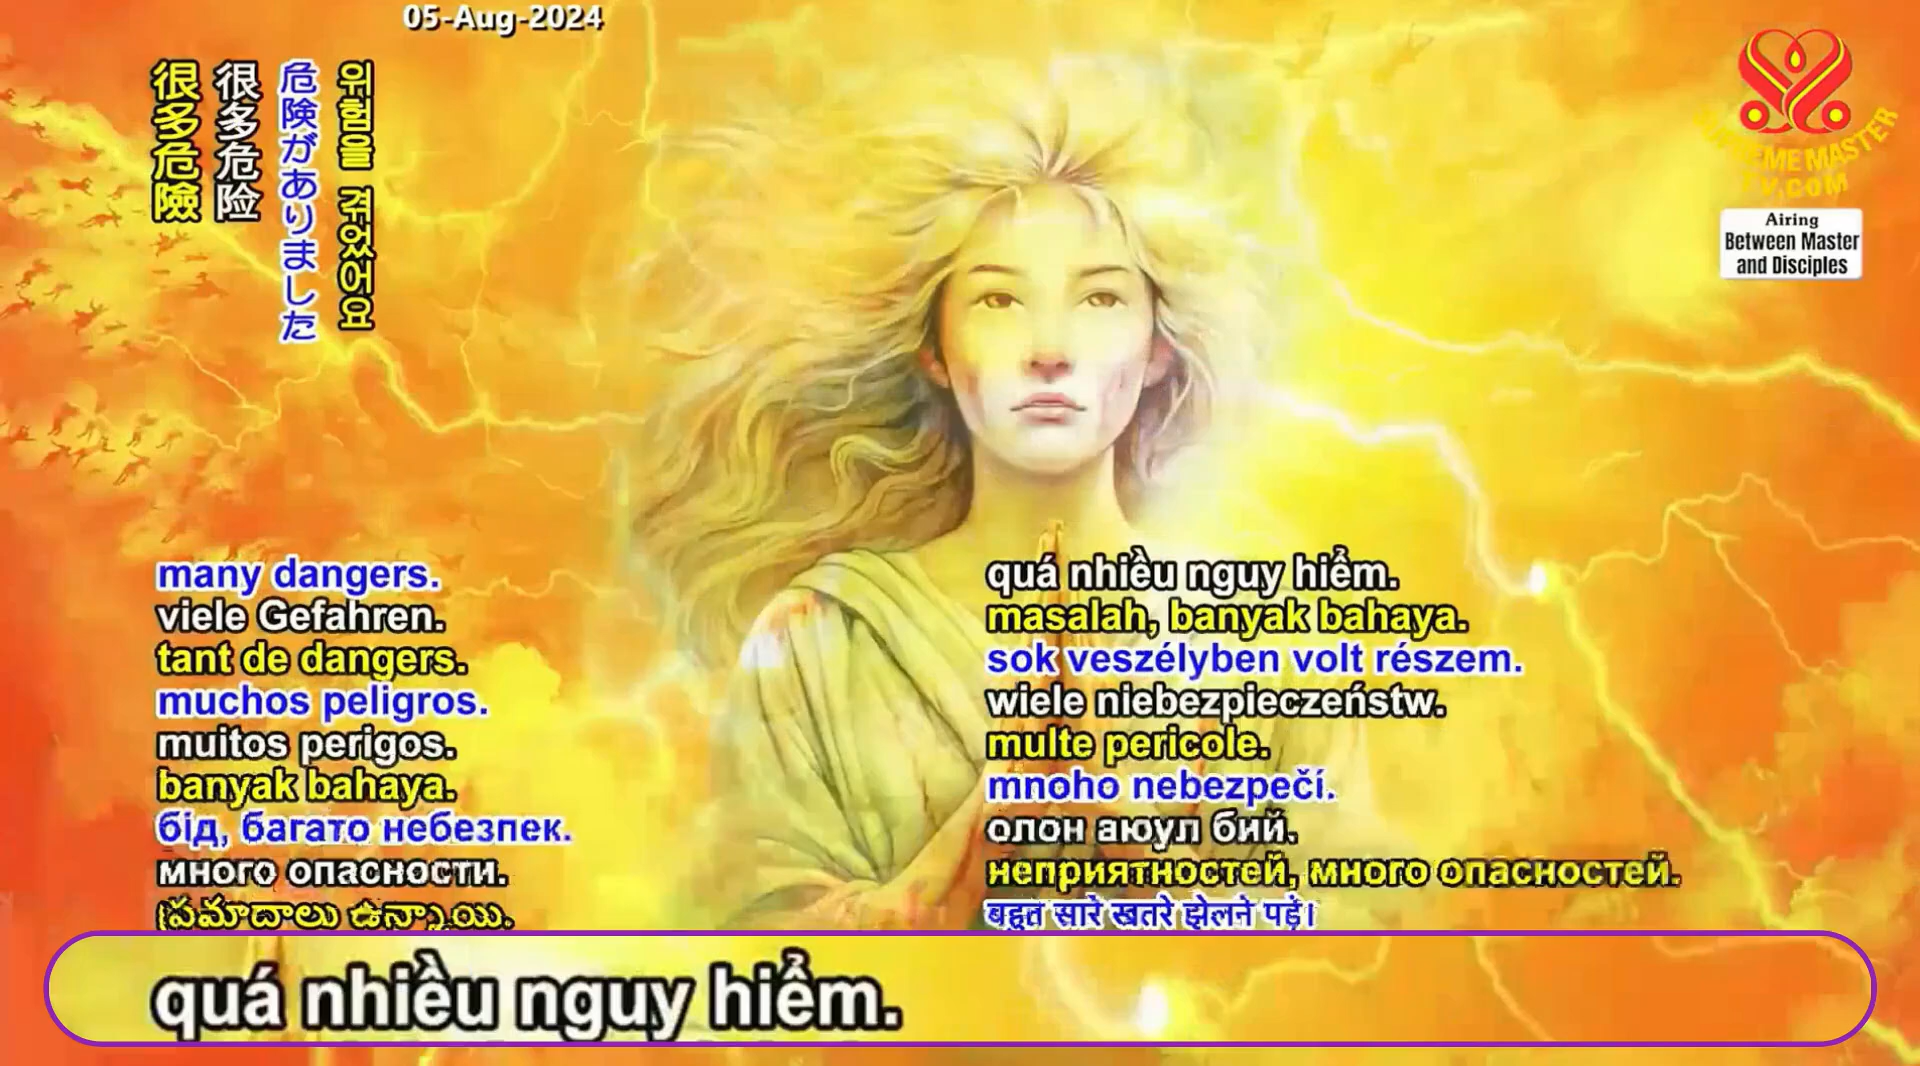 05-Aug-2024
很多危險
很多危险
危険がありました
위험을 겪었어요
SUPREME MASTER
TV.COM
Airing
Between Master
and Disciples
many dangers.
viele Gefahren.
tant de dangers.
muchos peligros.
muitos perigos.
banyak bahaya.
бід, багато небезпек.
много опасности.
ప్రమాదాలు ఉన్నాయి.
quá nhiều nguy hiểm.
masalah, banyak bahaya.
sok veszélyben volt részem.
wiele niebezpieczeństw.
multe pericole.
mnoho nebezpečí.
олон аюул бий.
неприятностей, много опасностей.
बहुत सारे खतरे झेलने पड़े।
quá nhiều nguy hiểm.